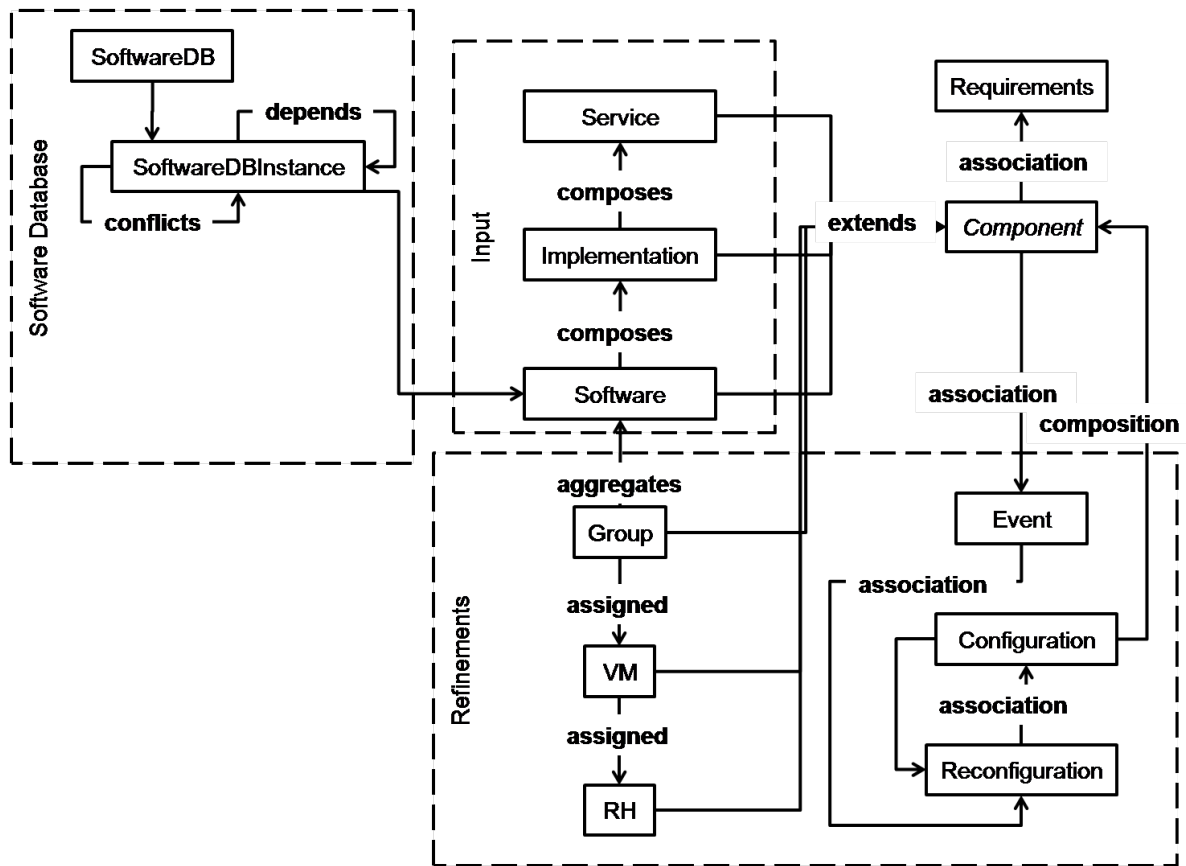 Software Database
SoftwareDB
depends
SoftwareDBInstance
conflicts
Input
Service
composes
Implementation
composes
Software
Requirements
association
extends
Component
association
composition
Refinements
aggregates
Group
assigned
VM
assigned
RH
Event
association
Configuration
association
Reconfiguration